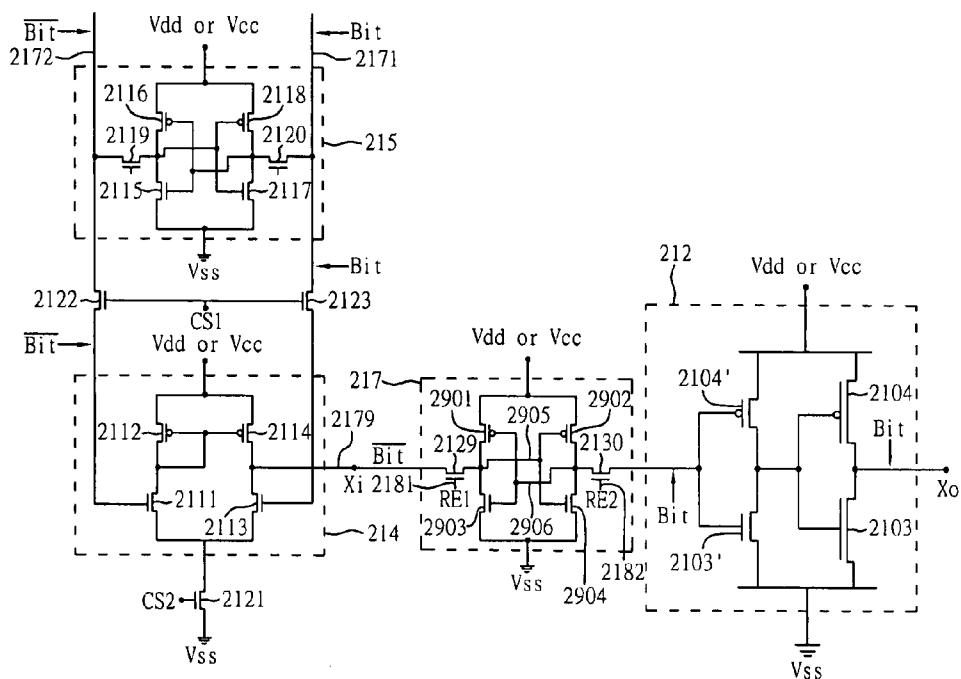 Bit
Vdd or Vcc
Bit
2172
2171
2116
2118
2119
2120
215
2115
2117
Vss
Bit
2122
2123
CS1
212
Vdd or Vcc
Bit
Vdd or Vcc
Vdd or Vcc
217
2104'
2104
2901
2905
2902
2112
2114
2179
2129
2130
Bit
Bit
Xi
2181
RE1
RE2
Bit
Xo
2111
2113
2903
2906
2103'
2103
214
2182
Vss
2904
CS2
2121
Vss
Vss